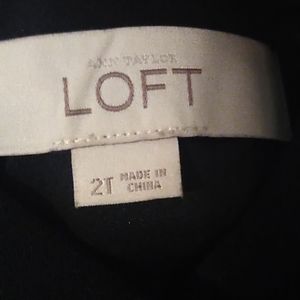 ANN TAYLOR
LOFT
2T MADE IN
CHINA